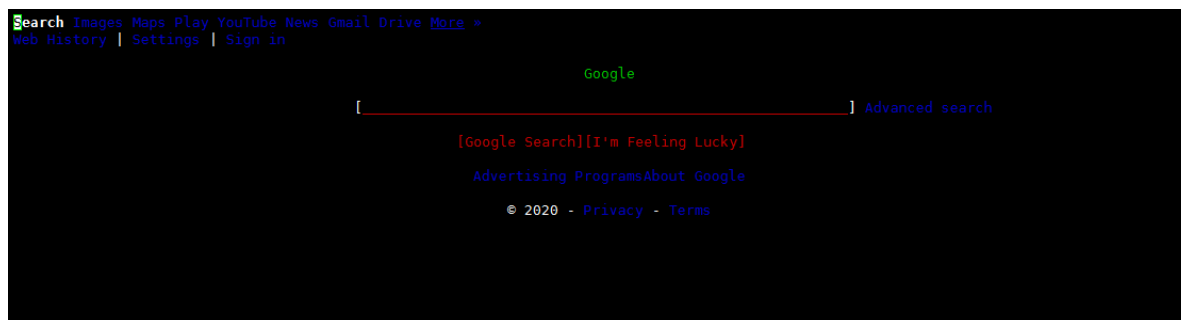 Search Images Maps Play YouTube News Gmail Drive More »
Web History | Settings | Sign in
Google
[____________________________________________________________] Advanced search
[Google Search][I'm Feeling Lucky]
Advertising ProgramsAbout Google
© 2020 - Privacy - Terms